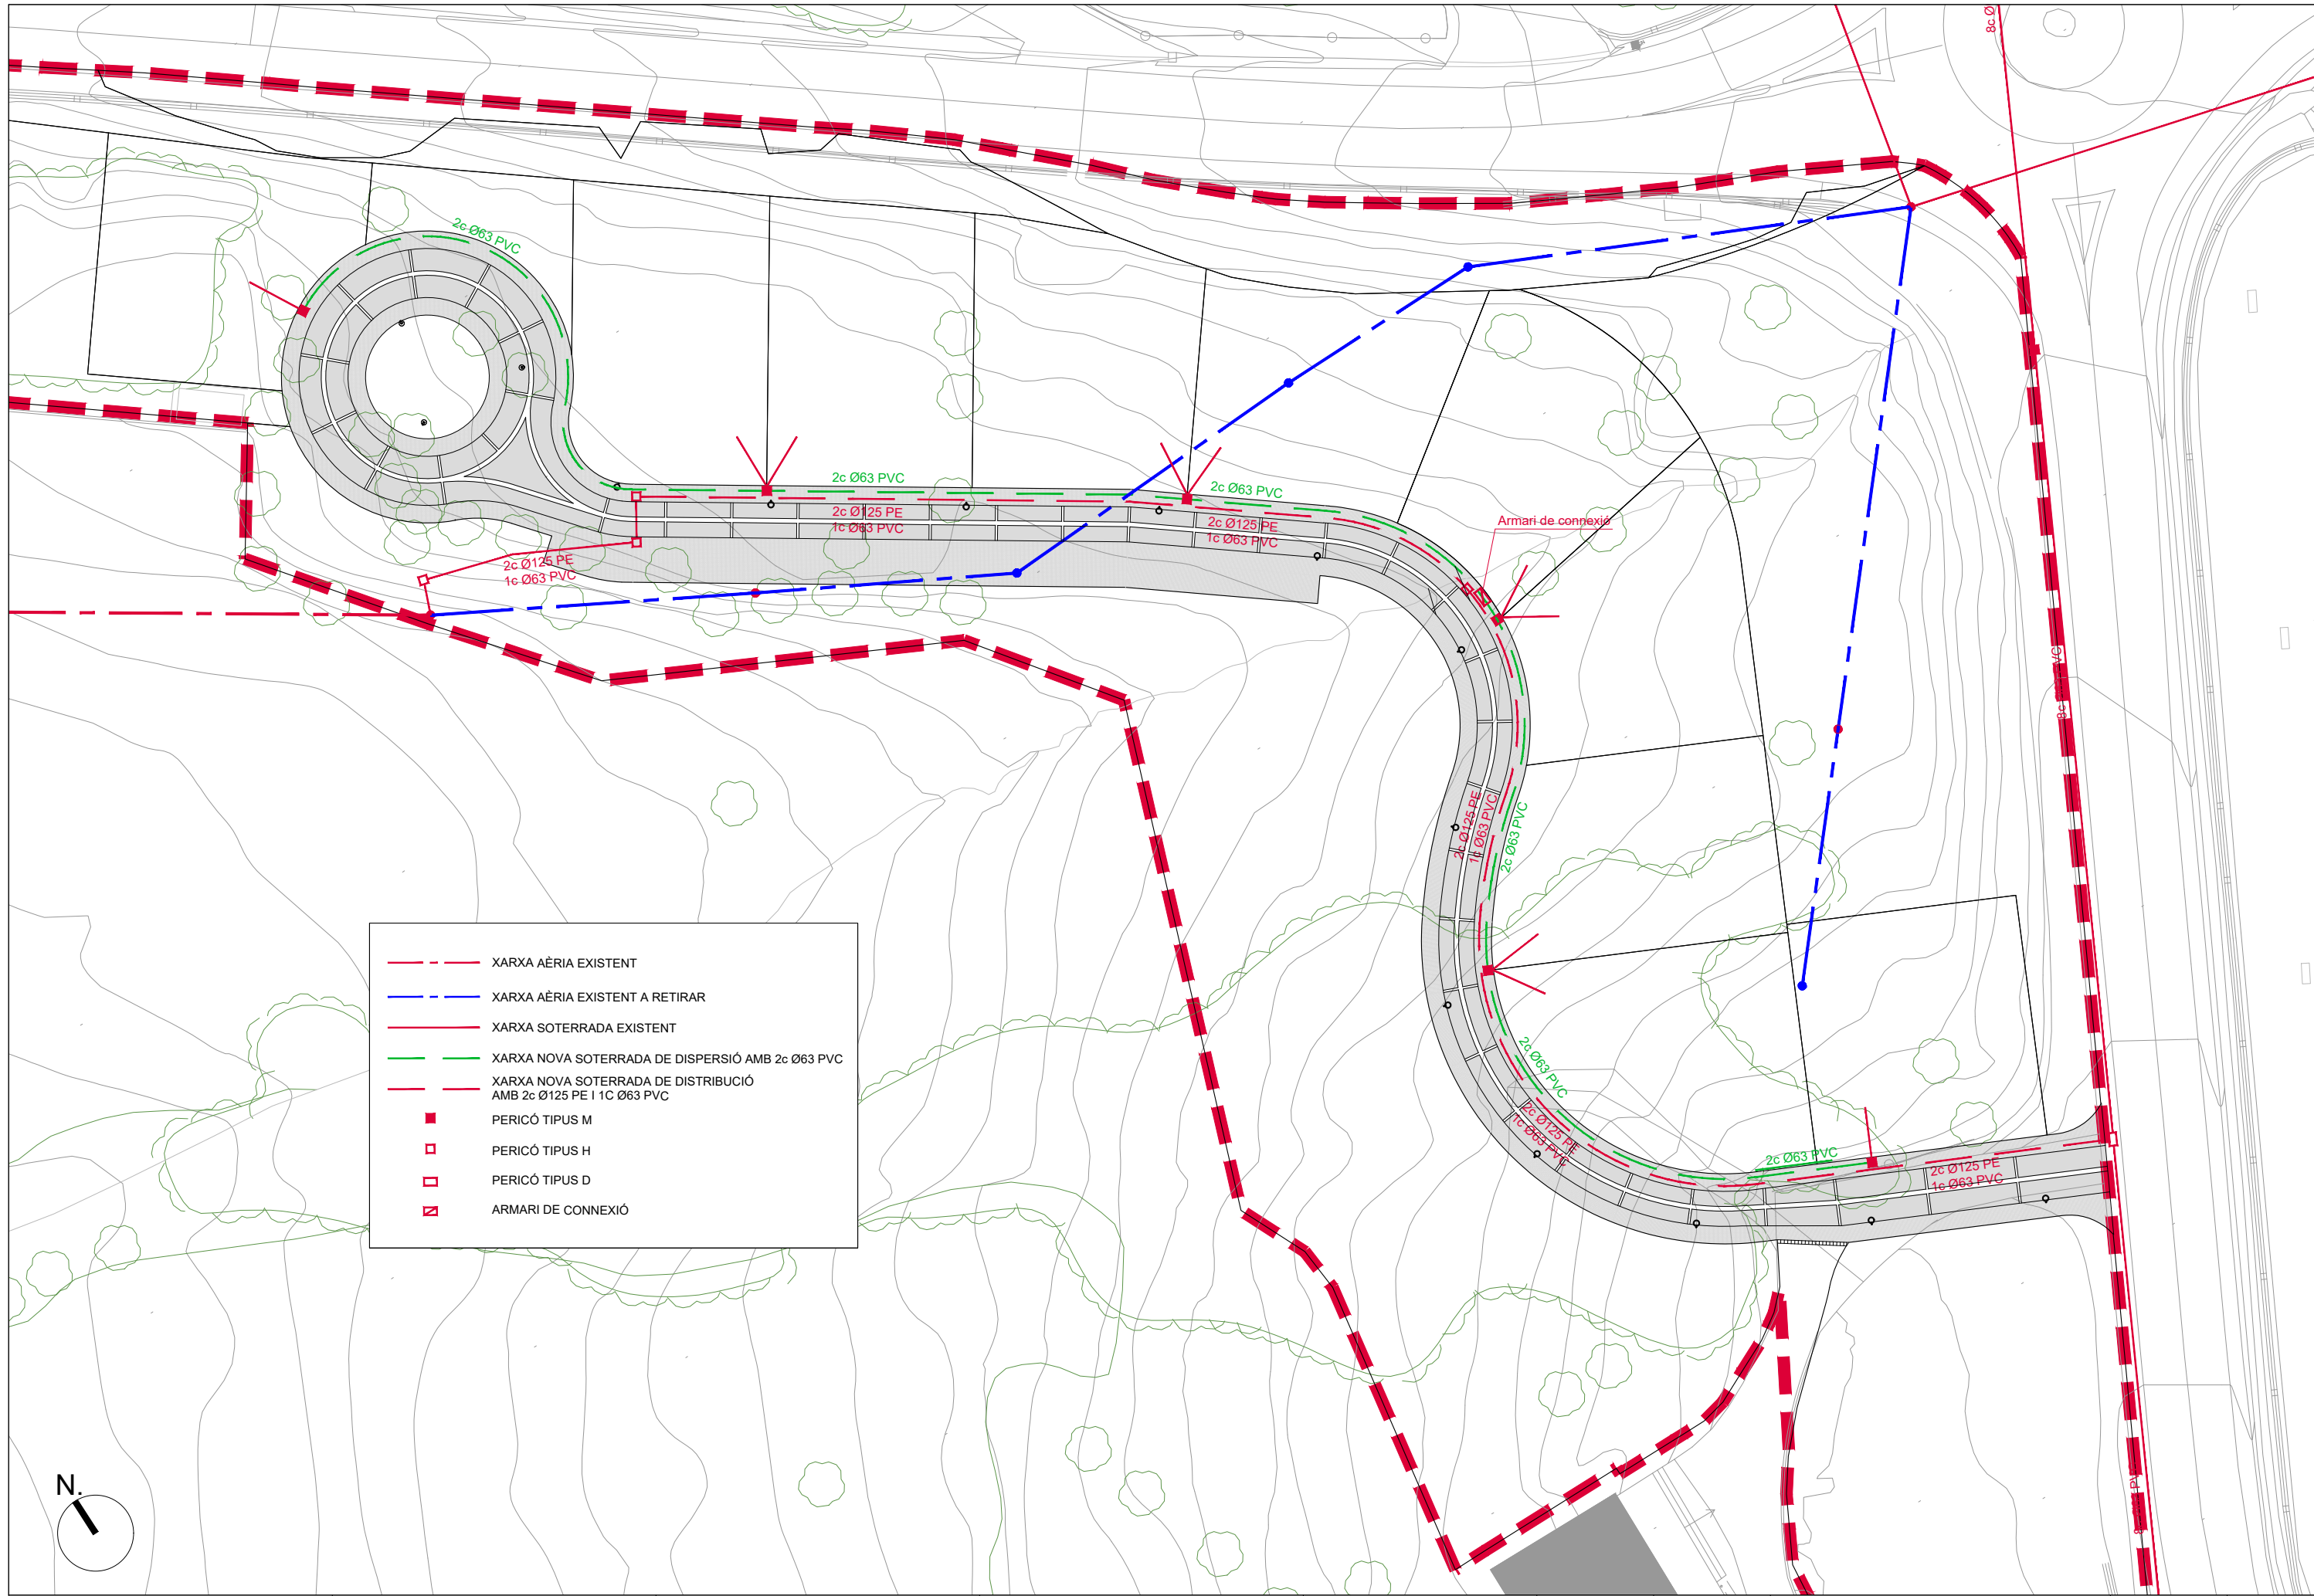 8c Ø
2c Ø63 PVC
2c Ø63 PVC
2c Ø63 PVC
2c Ø125 PE
1c Ø63 PVC
2c Ø125 PE
1c Ø63 PVC
Armari de connexió
2c Ø125 PE
1c Ø63 PVC
8c PVC
2c Ø125 PE
1c Ø63 PVC
2c Ø63 PVC
XARXA AÈRIA EXISTENT
XARXA AÈRIA EXISTENT A RETIRAR
XARXA SOTERRADA EXISTENT
XARXA NOVA SOTERRADA DE DISPERSIÓ AMB 2c Ø63 PVC
XARXA NOVA SOTERRADA DE DISTRIBUCIÓ
AMB 2c Ø125 PE I 1C Ø63 PVC
PERICÓ TIPUS M
PERICÓ TIPUS H
PERICÓ TIPUS D
ARMARI DE CONNEXIÓ
2c Ø63 PVC
2c Ø125 PE
1c Ø63 PVC
2c Ø63 PVC
2c Ø125 PE
1c Ø63 PVC
N.